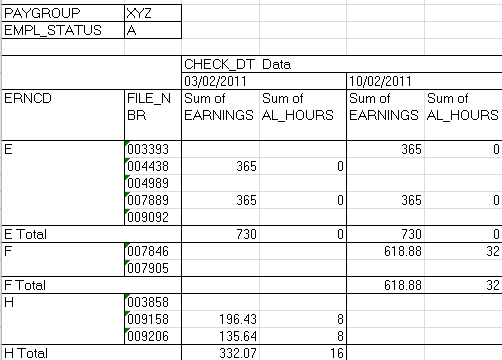 PAYGROUP XYZ
EMPL_STATUS A
CHECK_DT Data
03/02/2011 10/02/2011
ERNCD FILE_N Sum of Sum of Sum of Sum of
BR EARNINGS AL_HOURS EARNINGS AL_HOURS
E 003393 365 0
004438 365 0
004989
007889 365 0 365 0
009092
E Total 730 0 730 0
F 007846 618.88 32
007905
F Total 618.88 32
H 003858
009158 196.43 8
009206 135.64 8
H Total 332.07 16